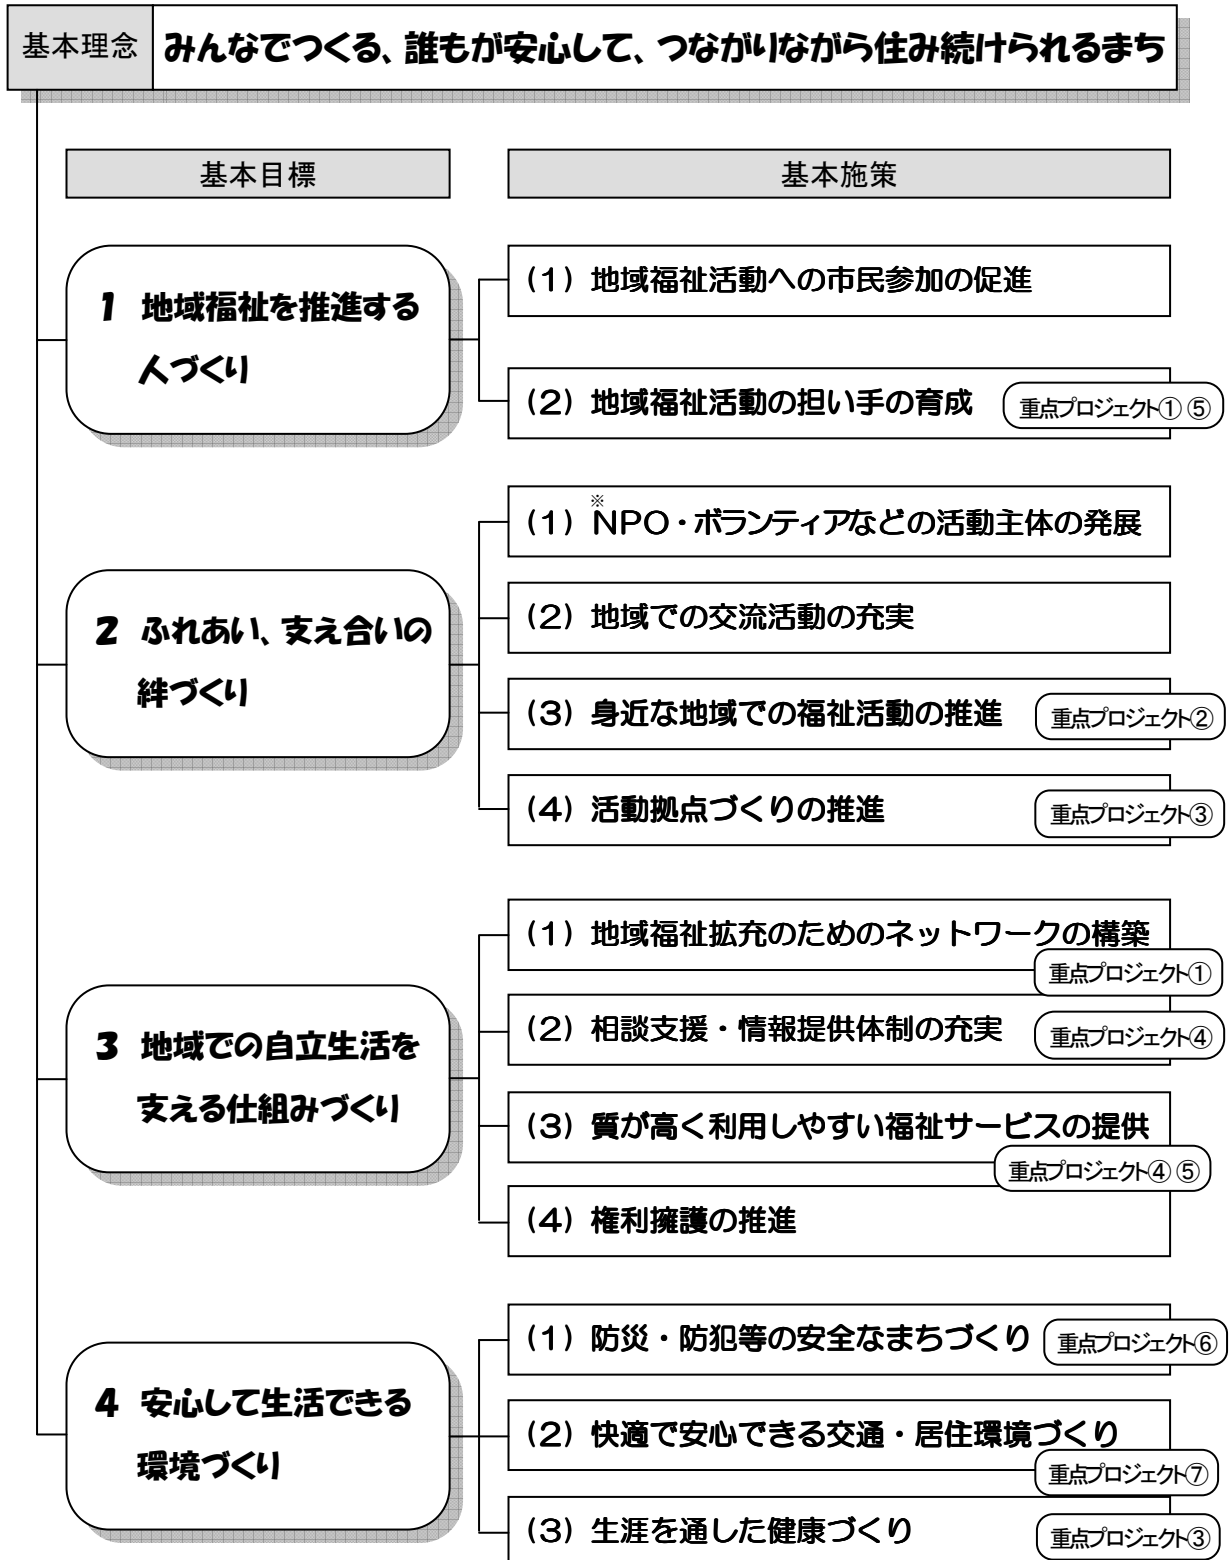 基本理念 みんなでつくる、誰もが安心して、つながりながら住み続けられるまち
基本目標
基本施策
1 地域福祉を推進する
人づくり
(1) 地域福祉活動への市民参加の促進
(2) 地域福祉活動の担い手の育成
重点プロジェクト①⑤
2 ふれあい、支え合いの
絆づくり
※
(1) NPO・ボランティアなどの活動主体の発展
(2) 地域での交流活動の充実
(3) 身近な地域での福祉活動の推進
重点プロジェクト②
(4) 活動拠点づくりの推進
重点プロジェクト③
3 地域での自立生活を
支える仕組みづくり
(1) 地域福祉拡充のためのネットワークの構築
重点プロジェクト①
(2) 相談支援・情報提供体制の充実
重点プロジェクト④
(3) 質が高く利用しやすい福祉サービスの提供
重点プロジェクト④⑤
(4) 権利擁護の推進
4 安心して生活できる
環境づくり
(1) 防災・防犯等の安全なまちづくり
重点プロジェクト⑥
(2) 快適で安心できる交通・居住環境づくり
重点プロジェクト⑦
(3) 生涯を通した健康づくり
重点プロジェクト③